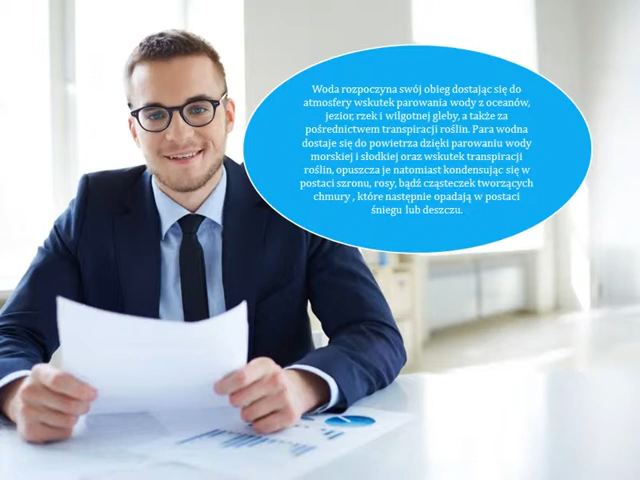 Woda rozpoczyna swój obieg dostając się do
atmosfery wskutek parowania wody z oceanów,
jezior, rzek i wilgotnej gleby, a także za
pośrednictwem transpiracji roślin. Para wodna
dostaje się do powietrza dzięki parowaniu wody
morskiej i słodkiej oraz wskutek transpiracji
roślin, opuszcza je natomiast kondensując się w
postaci szronu, rosy, bądź cząsteczek tworzących
chmury , które następnie opadają w postaci
śniegu lub deszczu.